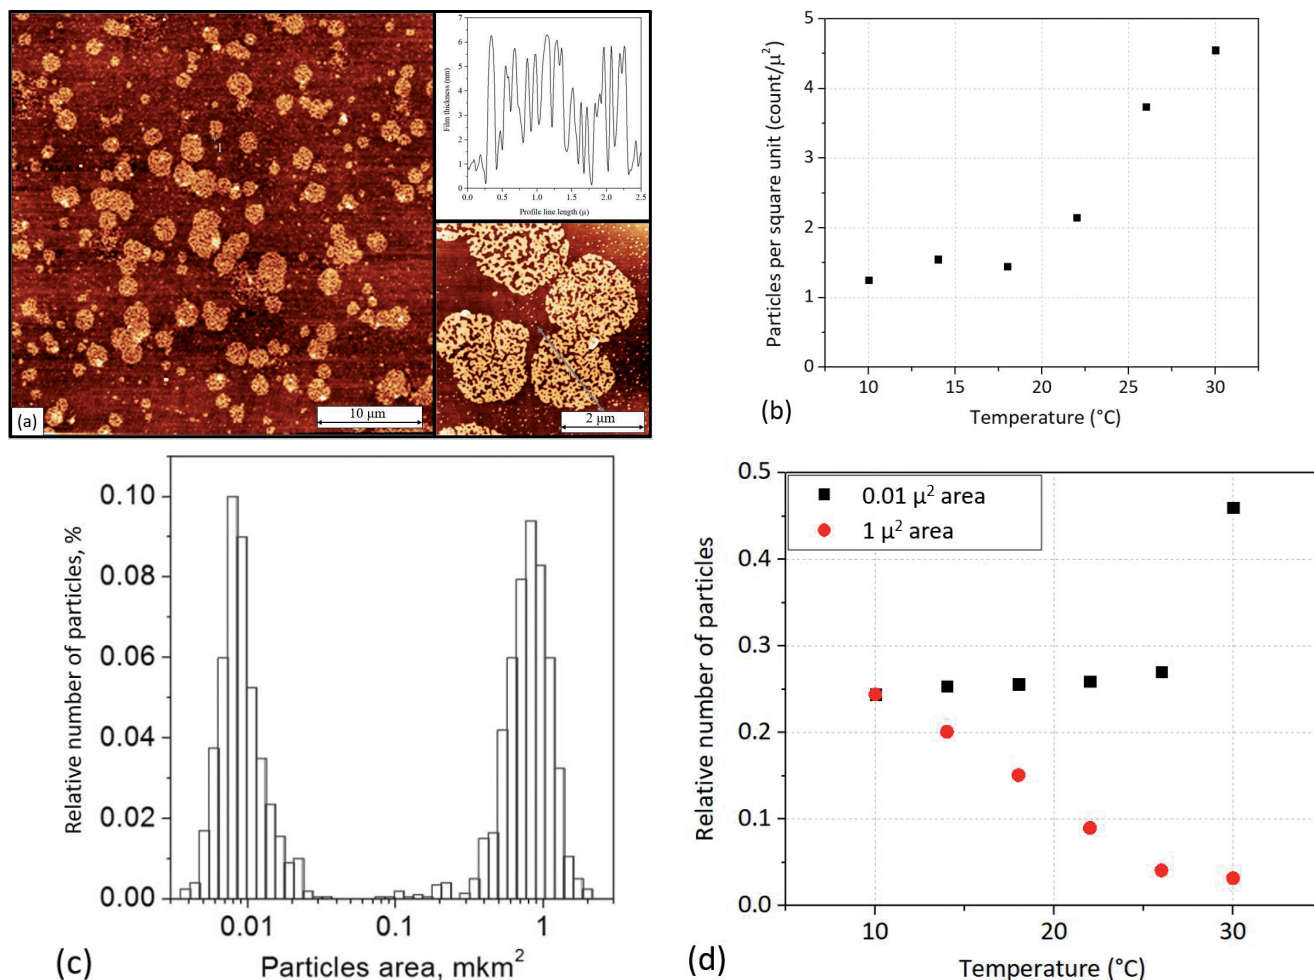 (a)
10 μm
7
6
5
4
3
2
1
0
Film thickness (nm)
0.0 0.5 1.0 1.5 2.0 2.5
Profile line length (μ)
1
2 μm
5
4
3
2
1
0
Particles per square unit (count/μ²)
10 15 20 25 30
Temperature (°C)
(b)
0.10
0.08
0.06
0.04
0.02
0.00
Relative number of particles, %
0.01 0.1 1
Particles area, mkm²
(c)
0.5
0.4
0.3
0.2
0.1
0.0
Relative number of particles
0.01 μ² area
1 μ² area
10 20 30
Temperature (°C)
(d)